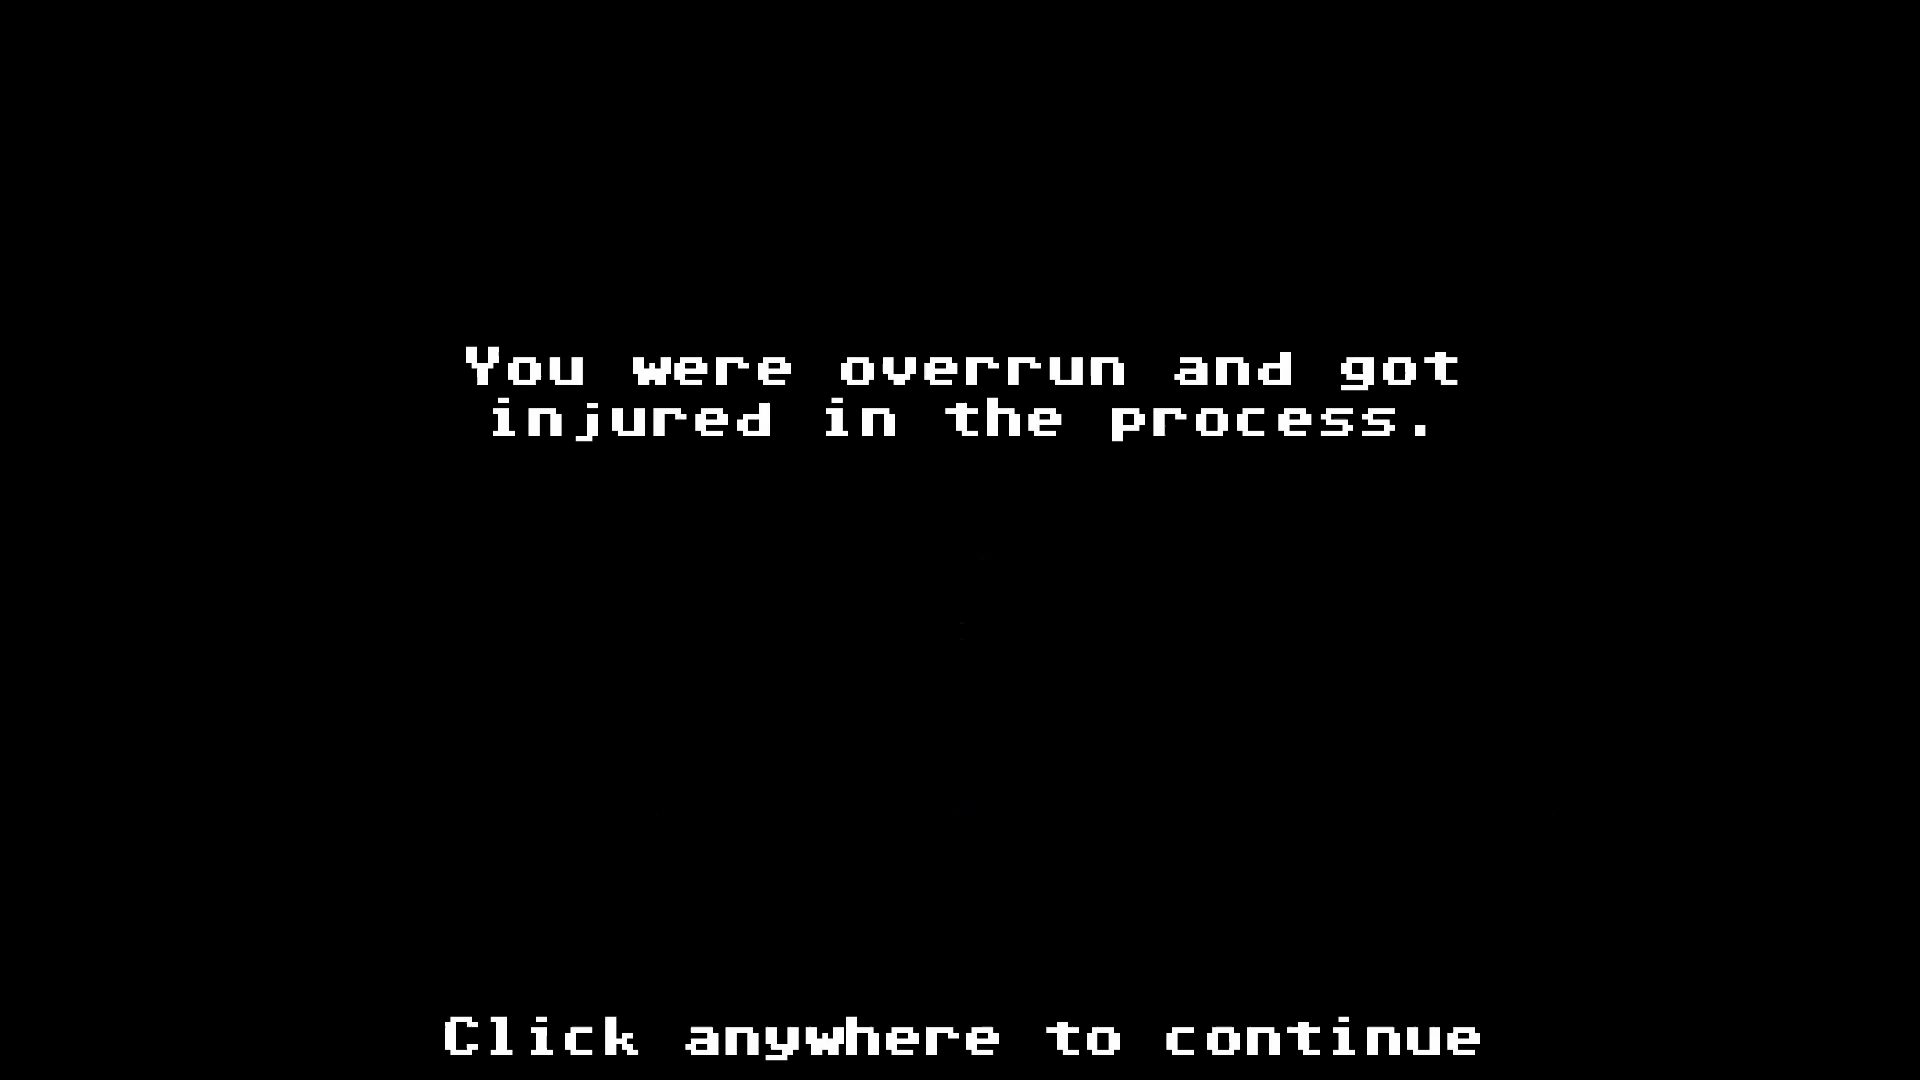 You were overrun and got
injured in the process.
Click anywhere to continue